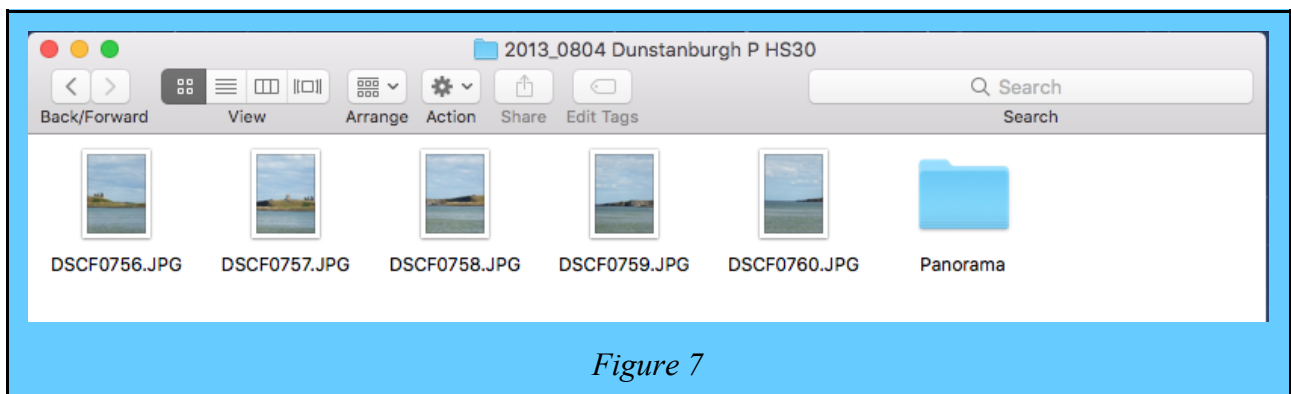 2013_0804 Dunstanburgh P HS30
Search
Back/Forward View Arrange Action Share Edit Tags Search
DSCF0756.JPG DSCF0757.JPG DSCF0758.JPG DSCF0759.JPG DSCF0760.JPG Panorama
Figure 7